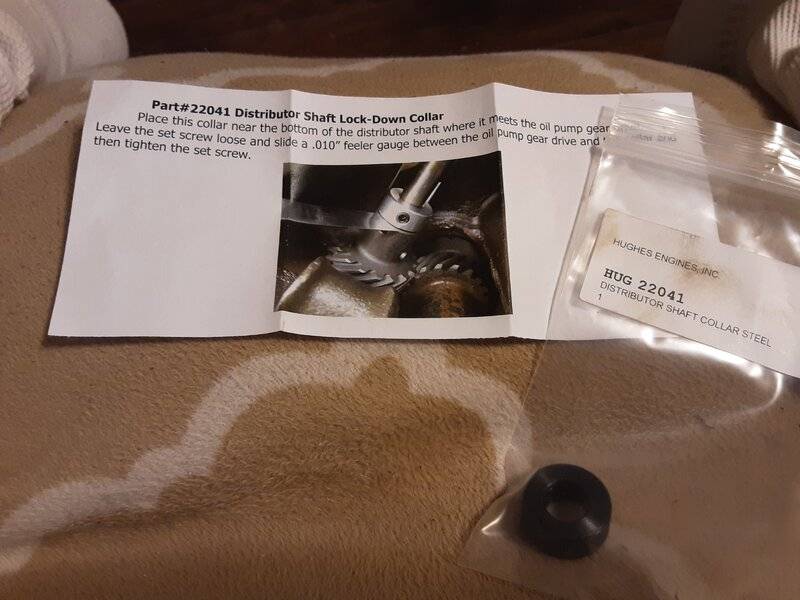 Part#22041 Distributor Shaft Lock-Down Collar
Place this collar near the bottom of the distributor shaft where it meets the oil pump gear
Leave the set screw loose and slide a .010" feeler gauge between the oil pump gear drive and
then tighten the set screw.
HUGHES ENGINES, INC.
HUG 22041
DISTRIBUTOR SHAFT COLLAR STEEL
1